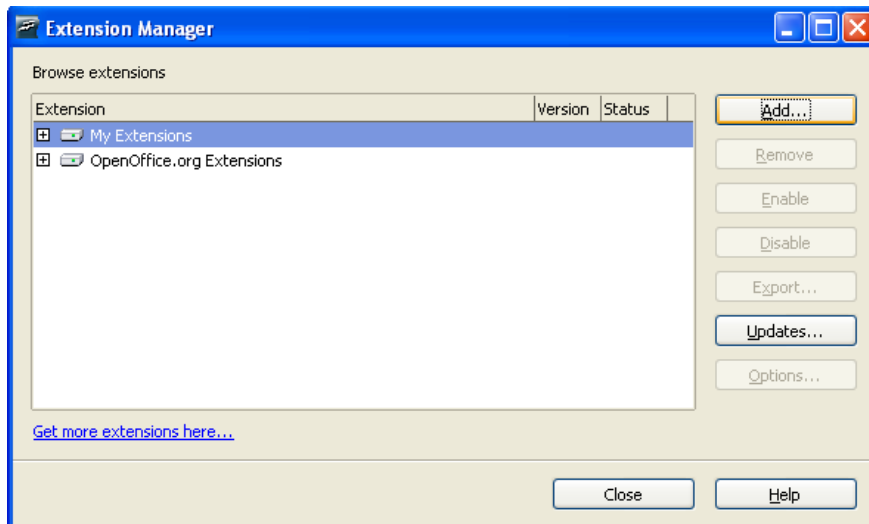 Extension Manager
Browse extensions
Extension Version Status
My Extensions
OpenOffice.org Extensions
Add...
Remove
Enable
Disable
Export...
Updates...
Options...
Get more extensions here...
Close Help